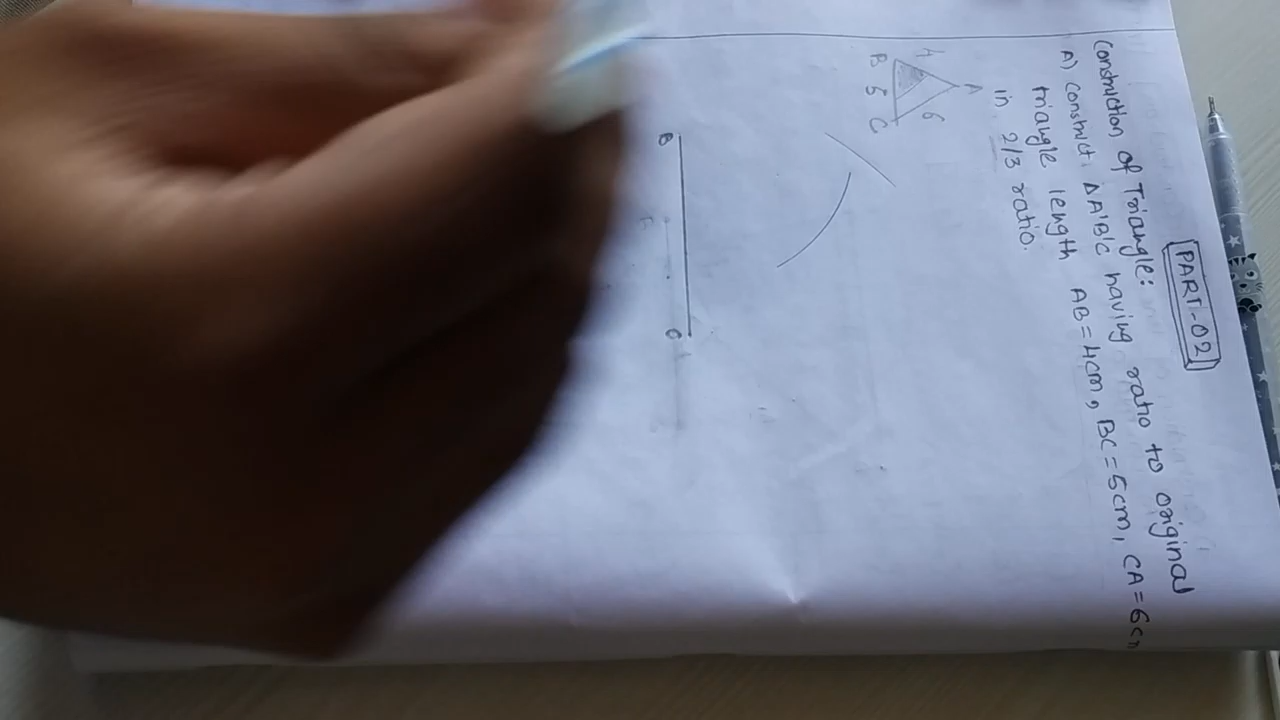 PART-02
Construction of Triangle:
A) Construct ΔA'B'C' having ratio to original
triangle length AB=4cm, BC=5cm, CA=6c
in 2/3 ratio.
A
4 6
B 5 C
B C